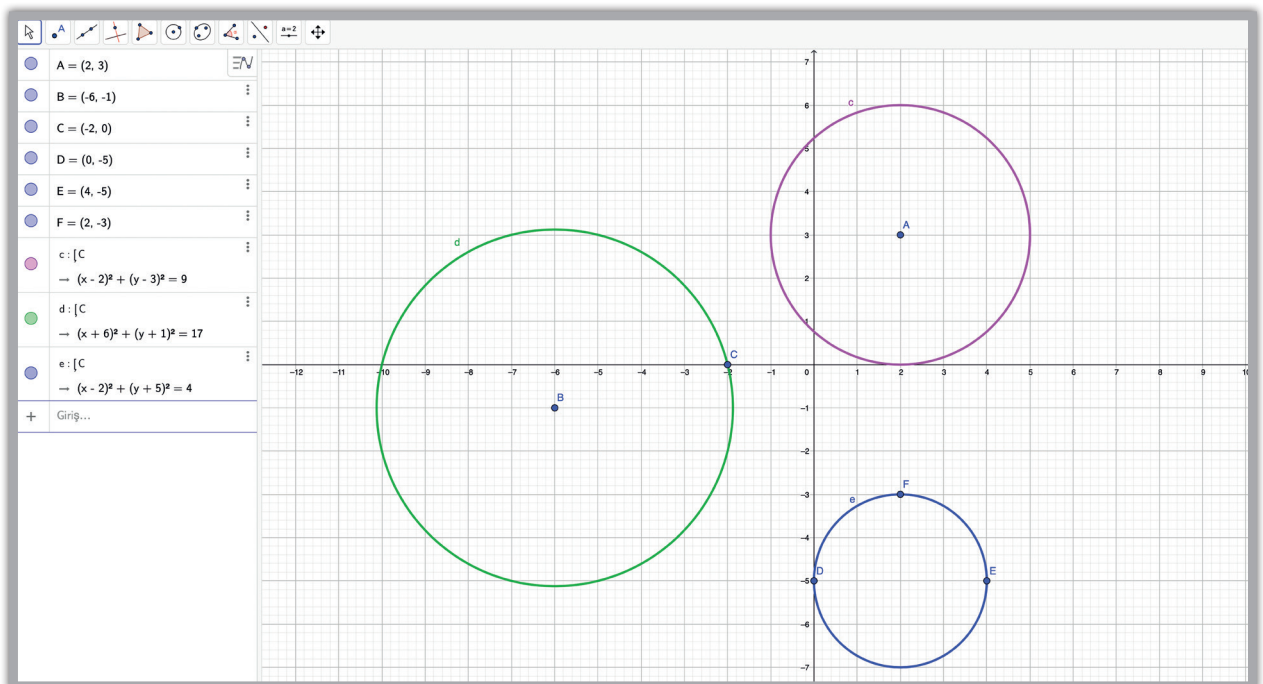 A
a=2
A = (2, 3)
B = (-6, -1)
C = (-2, 0)
D = (0, -5)
E = (4, -5)
F = (2, -3)
c : [C
→ (x - 2)² + (y - 3)² = 9
d : [C
→ (x + 6)² + (y + 1)² = 17
e : [C
→ (x - 2)² + (y + 5)² = 4
+ Giriş...
7
c
6
5
4
A
3
d
2
1
C
-12 -11 -10 -9 -8 -7 -6 -5 -4 -3 -2 -1 0 1 2 3 4 5 6 7 8 9 10
B
-1
-2
F
-3
e
-4
D E
-5
-6
-7